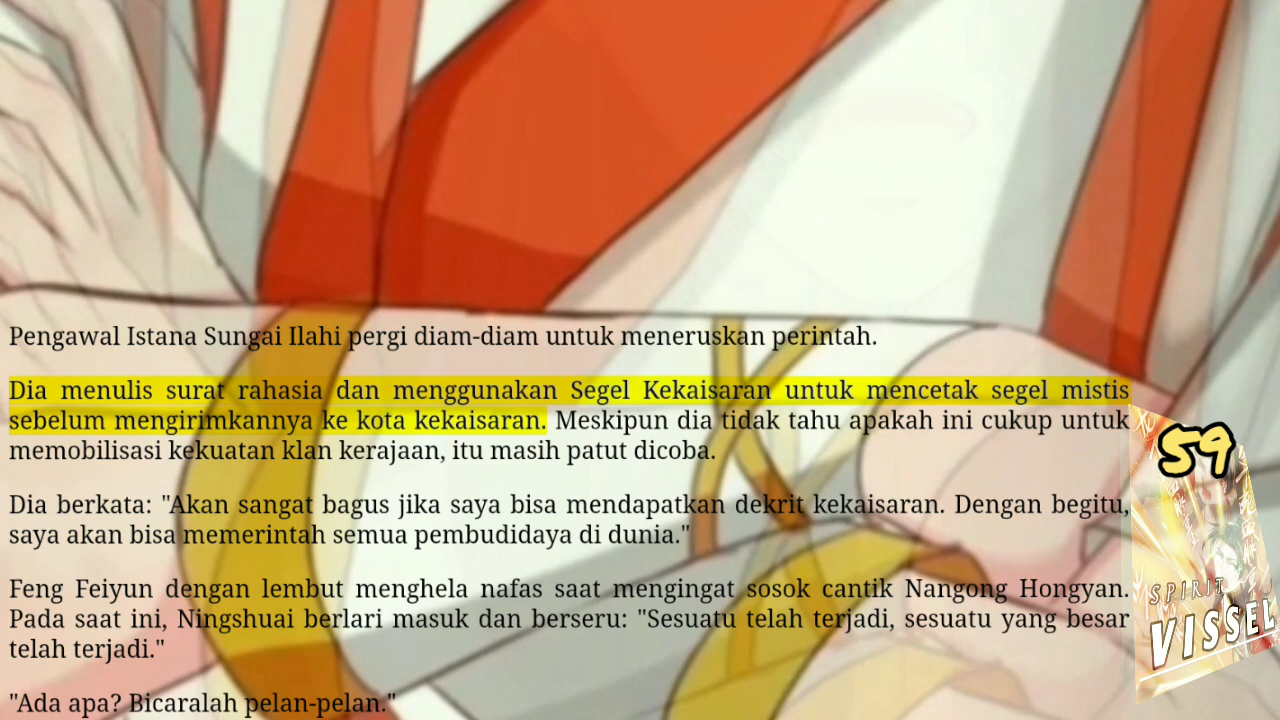 Pengawal Istana Sungai Ilahi pergi diam-diam untuk meneruskan perintah.
Dia menulis surat rahasia dan menggunakan Segel Kekaisaran untuk mencetak segel mistis
sebelum mengirimkannya ke kota kekaisaran. Meskipun dia tidak tahu apakah ini cukup untuk
memobilisasi kekuatan klan kerajaan, itu masih patut dicoba.
Dia berkata: "Akan sangat bagus jika saya bisa mendapatkan dekrit kekaisaran. Dengan begitu,
saya akan bisa memerintah semua pembudidaya di dunia."
Feng Feiyun dengan lembut menghela nafas saat mengingat sosok cantik Nangong Hongyan.
Pada saat ini, Ningshuai berlari masuk dan berseru: "Sesuatu telah terjadi, sesuatu yang besar
telah terjadi."
"Ada apa? Bicaralah pelan-pelan."
59
SPIRIT
VISSEL